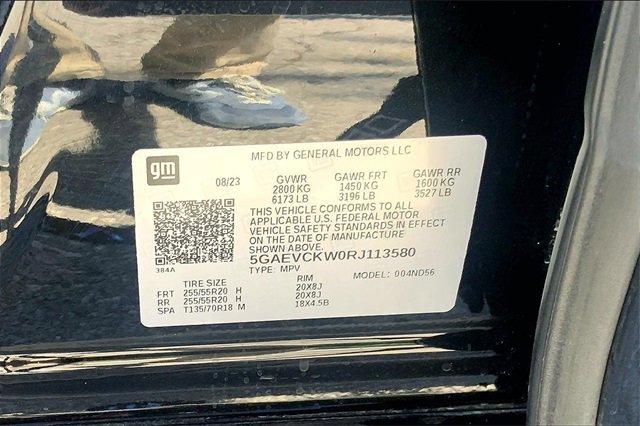 gm
MFD BY GENERAL MOTORS LLC
08/23 GVWR GAWR FRT GAWR RR
2800 KG 1450 KG 1600 KG
6173 LB 3196 LB 3527 LB
THIS VEHICLE CONFORMS TO ALL
APPLICABLE U.S. FEDERAL MOTOR
VEHICLE SAFETY STANDARDS IN EFFECT
ON THE DATE OF MANUFACTURE
SHOWN ABOVE.
5GAEVCKW0RJ113580
384A
TYPE: MPV MODEL: 004ND56
TIRE SIZE RIM
FRT 255/55R20 H 20X8J
RR 255/55R20 H 20X8J
SPA T135/70R18 M 18X4.5B